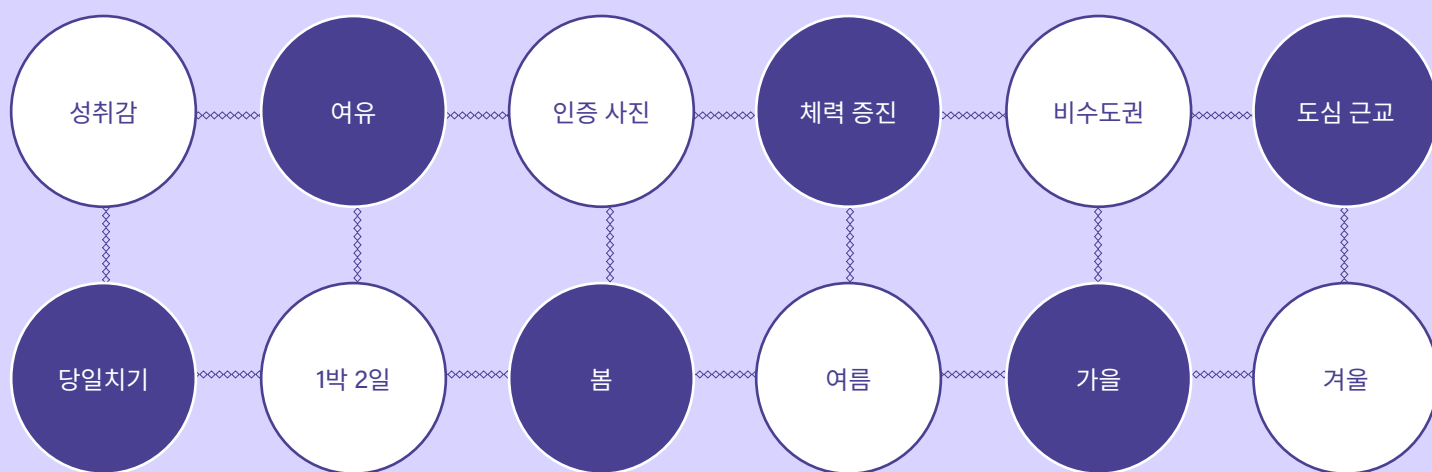 성취감
여유
인증 사진
체력 증진
비수도권
도심 근교
당일치기
1박 2일
봄
여름
가을
겨울